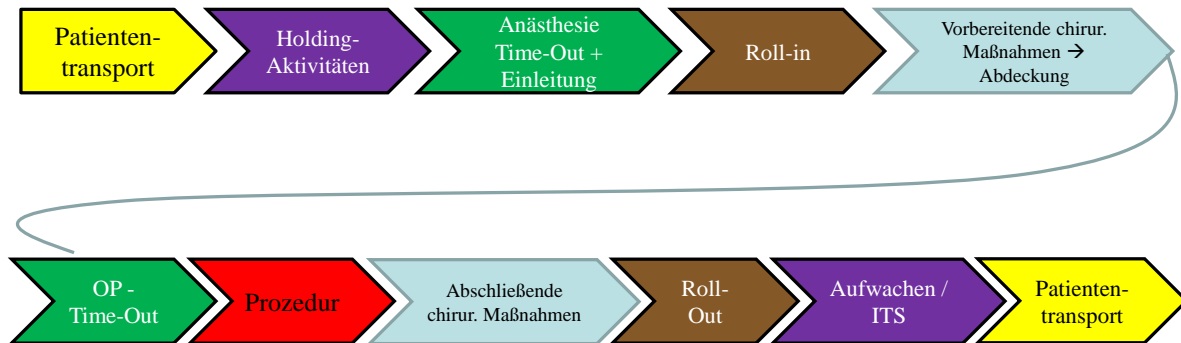 Patienten-
transport
Holding-
Aktivitäten
Anästhesie
Time-Out +
Einleitung
Roll-in
Vorbereitende chirur.
Maßnahmen →
Abdeckung
OP -
Time-Out
Prozedur
Abschließende
chirur. Maßnahmen
Roll-
Out
Aufwachen /
ITS
Patienten-
transport